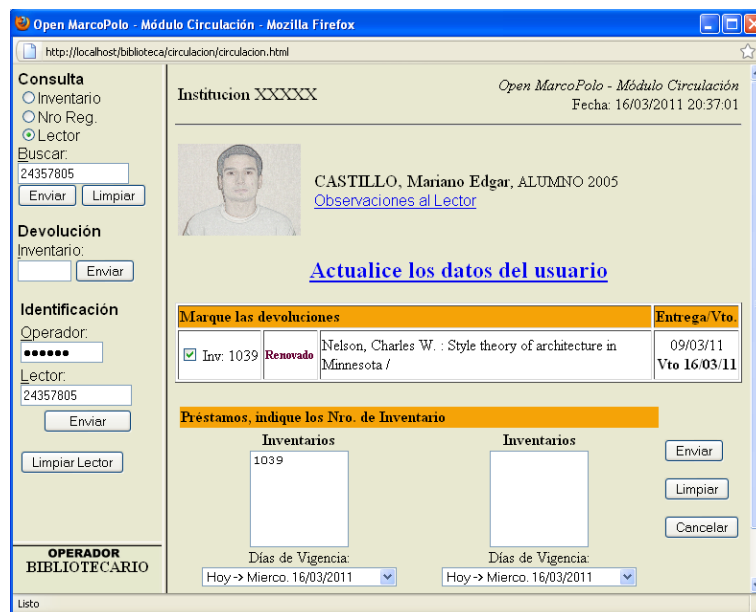 Open MarcoPolo - Módulo Circulación - Mozilla Firefox
http://localhost/biblioteca/circulacion/circulacion.html
Consulta
Inventario
Nro Reg.
Lector
Buscar:
24357805
Enviar Limpiar
Devolución
Inventario:
Enviar
Identificación
Operador:
●●●●●●
Lector:
24357805
Enviar
Limpiar Lector
OPERADOR
BIBLIOTECARIO
Institucion XXXXX
Open MarcoPolo - Módulo Circulación
Fecha: 16/03/2011 20:37:01
CASTILLO, Mariano Edgar, ALUMNO 2005
Observaciones al Lector
Actualice los datos del usuario
Marque las devoluciones Entrega/Vto.
Inv: 1039 Renovado Nelson, Charles W. : Style theory of architecture in
Minnesota /
09/03/11
Vto 16/03/11
Préstamos, indique los Nro. de Inventario
Inventarios Inventarios
1039
Días de Vigencia: Días de Vigencia:
Hoy -> Mierco. 16/03/2011 Hoy -> Mierco. 16/03/2011
Enviar
Limpiar
Cancelar
Listo